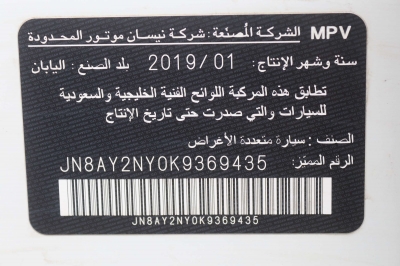 MPV الشركة المصنعة: شركة نيسان موتور المحدودة
سنة وشهر الإنتاج: 2019/01 بلد الصنع: اليابان
تطابق هذه المركبة اللوائح الفنية الخليجية والسعودية
للسيارات والتي صدرت حتى تاريخ الإنتاج
الصنف: سيارة متعددة الأغراض
الرقم المميز: JN8AY2NY0K9369435
JN8AY2NY0K9369435